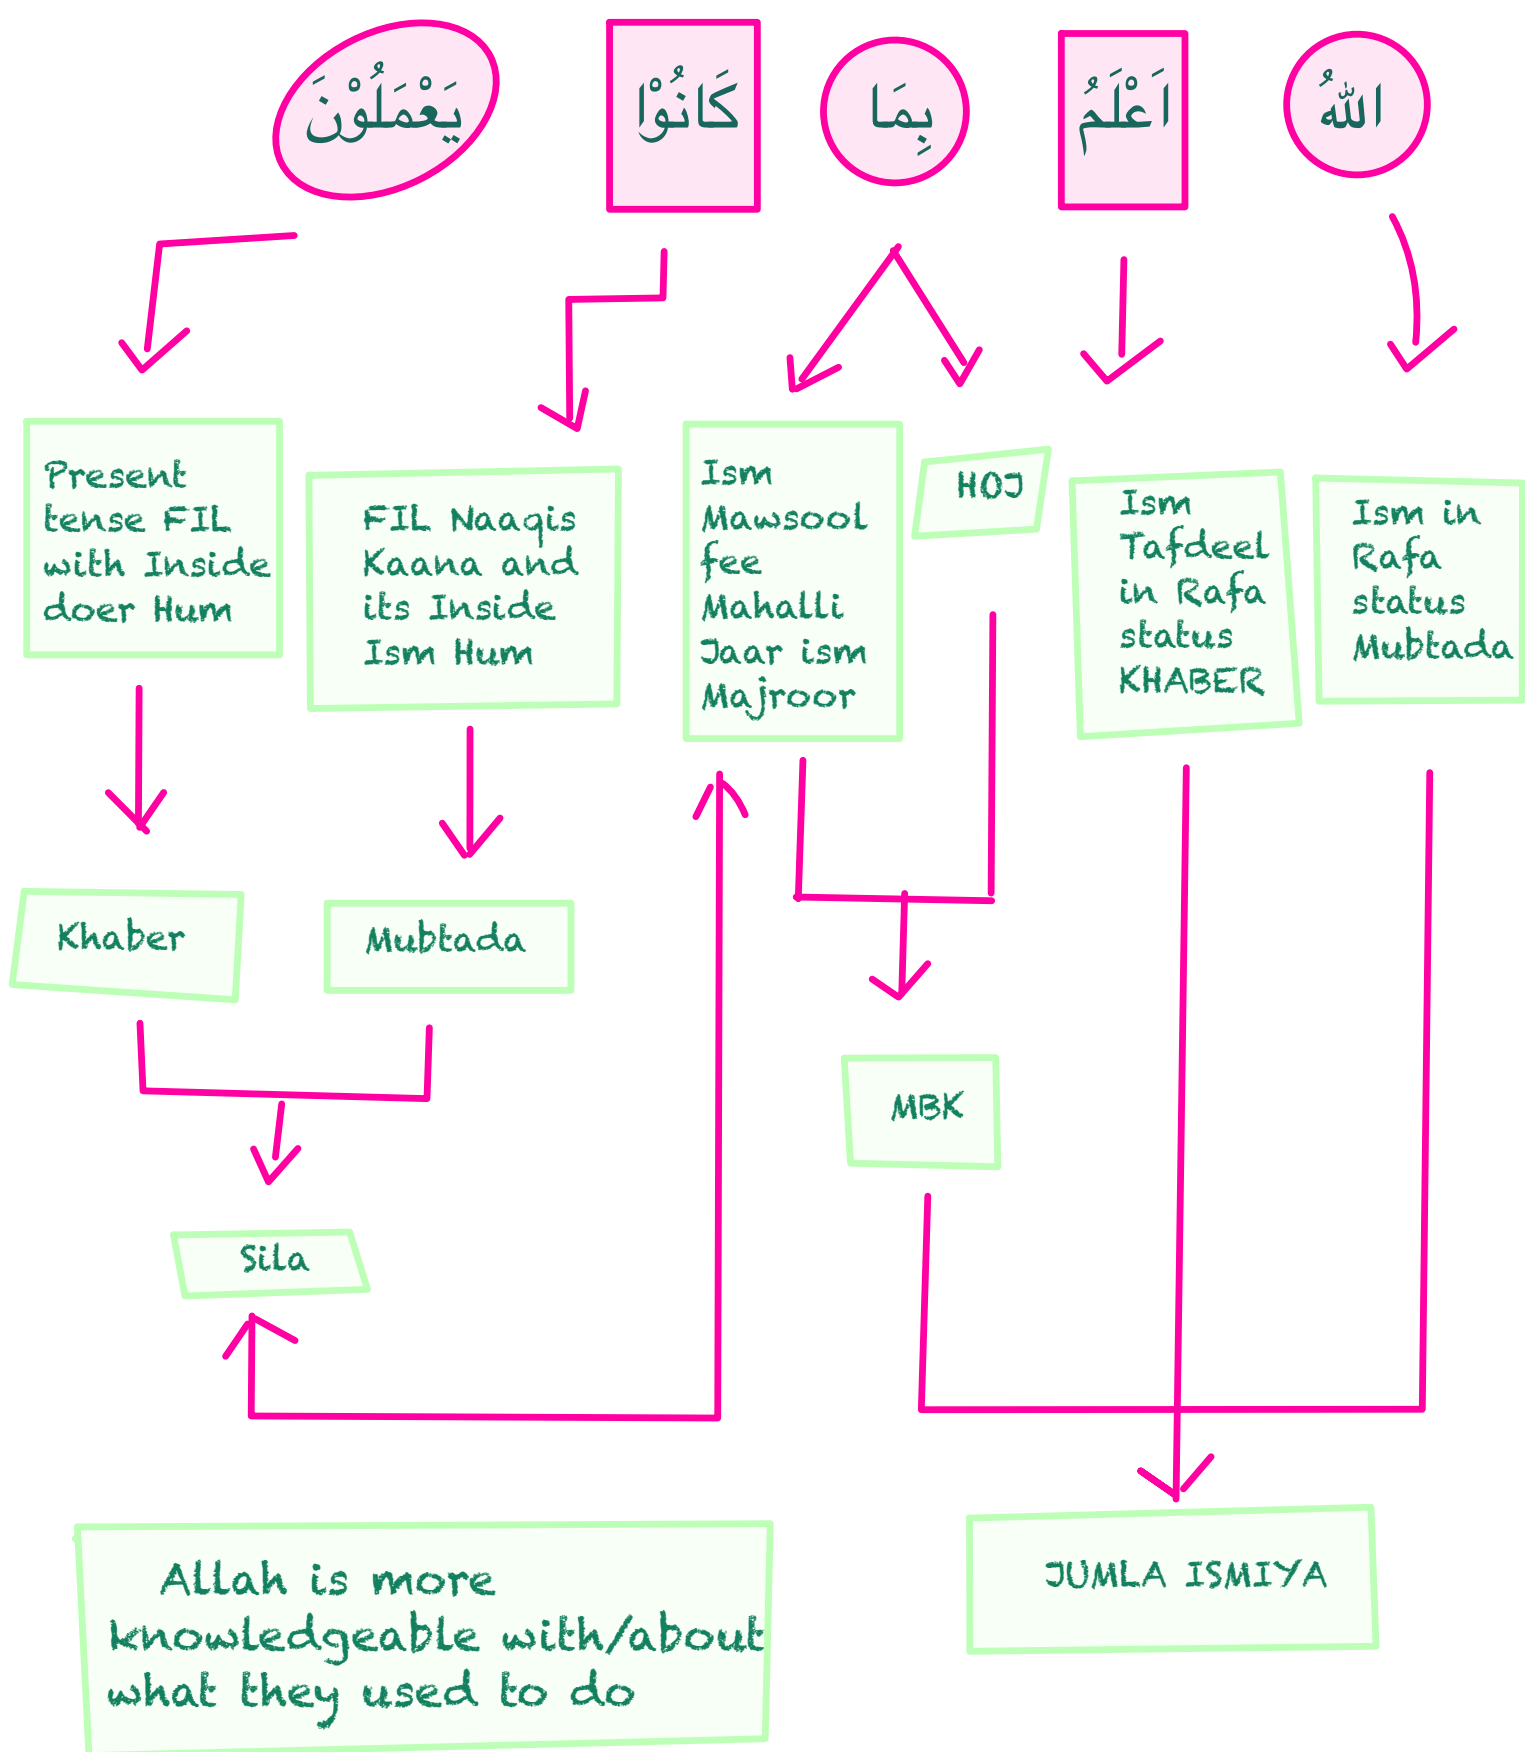 اَللهُ اَعْلَمُ بِمَا كَانُوْا يَعْمَلُوْنَ
Present
tense FIL
with Inside
doer Hum
FIL Naaqis
Kaana and
its Inside
Ism Hum
Ism
Mawsool
fee
Mahalli
Jaar ism
Majroor
HOJ
Ism
Tafdeel
in Rafa
status
KHABER
Ism in
Rafa
status
Mubtada
Khaber
Mubtada
MBK
Sila
Allah is more
knowledgeable with/about
what they used to do
JUMLA ISMIYA